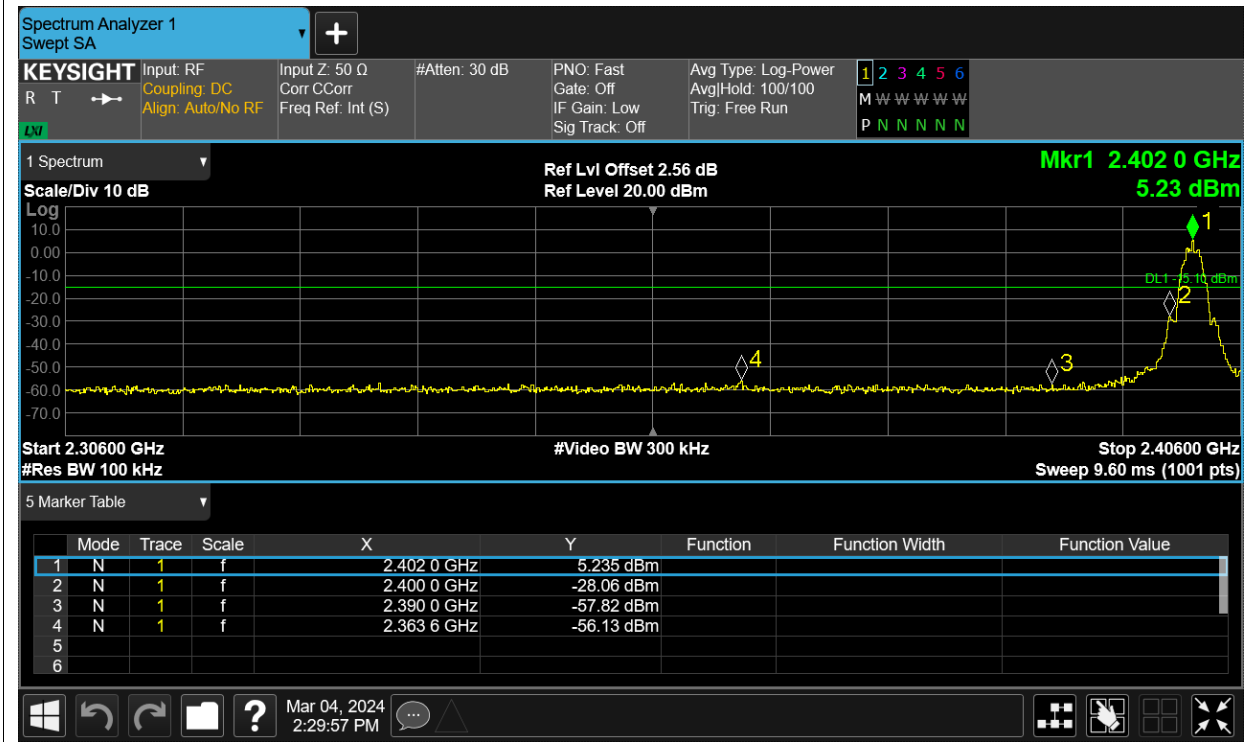 Spectrum Analyzer 1
Swept SA
KEYSIGHT
R T
LXI
Input: RF
Coupling: DC
Align: Auto/No RF
Input Z: 50 Ω
Corr CCorr
Freq Ref: Int (S)
#Atten: 30 dB
PNO: Fast
Gate: Off
IF Gain: Low
Sig Track: Off
Avg Type: Log-Power
Avg|Hold: 100/100
Trig: Free Run
1 2 3 4 5 6
M W W W W W
P N N N N N
1 Spectrum
Scale/Div 10 dB
Ref Lvl Offset 2.56 dB
Ref Level 20.00 dBm
Mkr1 2.402 0 GHz
5.23 dBm
Log
10.0
0.00
-10.0
-20.0
-30.0
-40.0
-50.0
-60.0
-70.0
1
DL1 -15.10 dBm
2
4
3
Start 2.30600 GHz
#Video BW 300 kHz
Stop 2.40600 GHz
#Res BW 100 kHz
Sweep 9.60 ms (1001 pts)
5 Marker Table
Mode Trace Scale X Y Function Function Width Function Value
1 N 1 f 2.402 0 GHz 5.235 dBm
2 N 1 f 2.400 0 GHz -28.06 dBm
3 N 1 f 2.390 0 GHz -57.82 dBm
4 N 1 f 2.363 6 GHz -56.13 dBm
5
6
?
Mar 04, 2024
2:29:57 PM